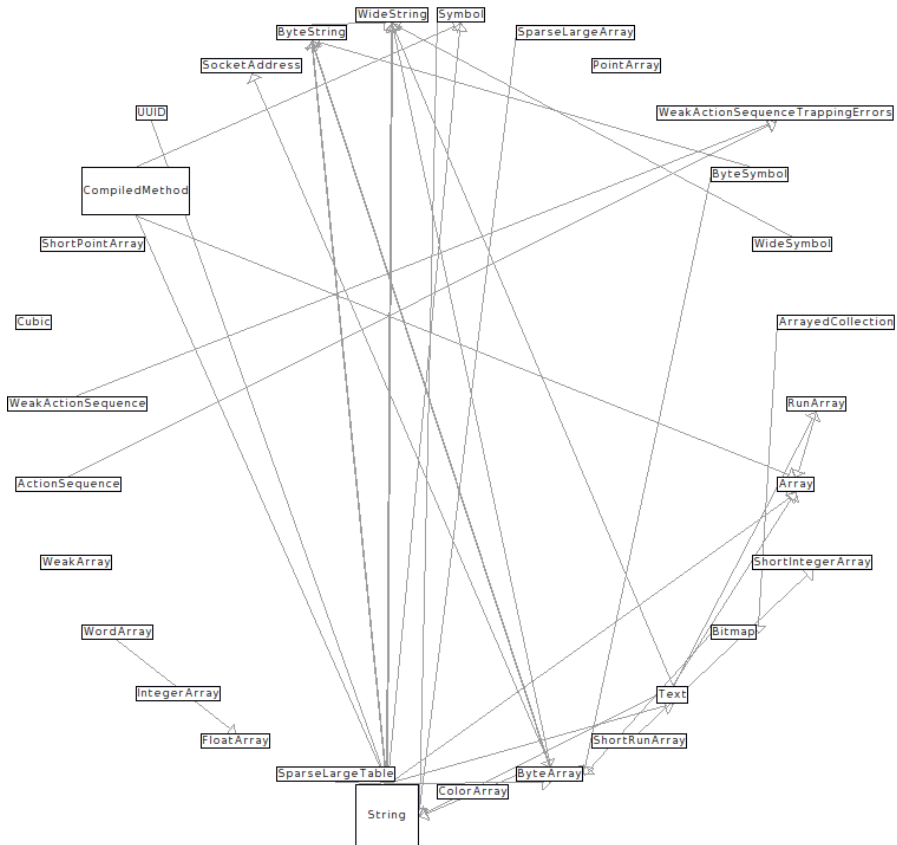 WideString
Symbol
ByteString
SparseLargeArray
SocketAddress
PointArray
UUID
WeakActionSequenceTrappingErrors
CompiledMethod
ByteSymbol
ShortPointArray
WideSymbol
Cubic
ArrayedCollection
WeakActionSequence
RunArray
ActionSequence
Array
WeakArray
ShortIntegerArray
WordArray
Bitmap
IntegerArray
Text
FloatArray
ShortRunArray
SparseLargeTable
ByteArray
ColorArray
String